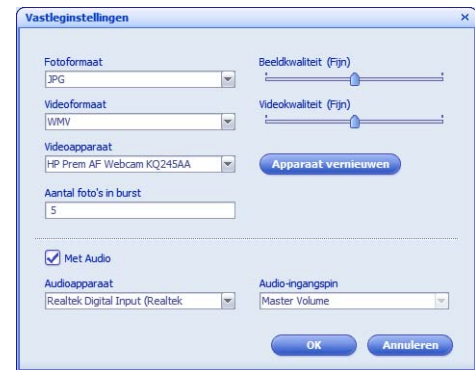 Vastleginstellingen
Fotoformaat
JPG
Beeldkwaliteit (Fijn)
Videoformaat
WMV
Videokwaliteit (Fijn)
Videoapparaat
HP Prem AF Webcam KQ245AA
Apparaat vernieuwen
Aantal foto's in burst
5
Met Audio
Audioapparaat
Realtek Digital Input (Realtek
Audio-ingangspin
Master Volume
OK
Annuleren